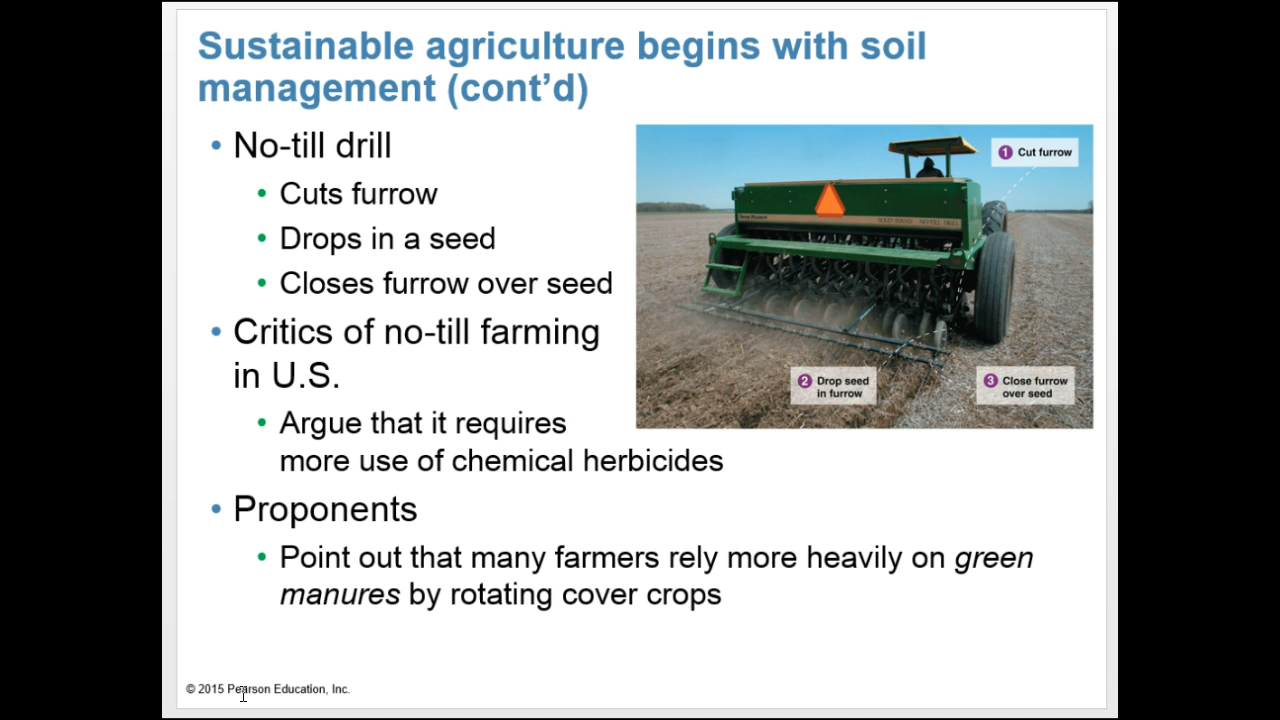 Sustainable agriculture begins with soil
management (cont’d)
• No-till drill
• Cuts furrow
• Drops in a seed
• Closes furrow over seed
• Critics of no-till farming
in U.S.
• Argue that it requires
more use of chemical herbicides
• Proponents
• Point out that many farmers rely more heavily on green
manures by rotating cover crops
1 Cut furrow
2 Drop seed
in furrow
3 Close furrow
over seed
© 2015 Pearson Education, Inc.